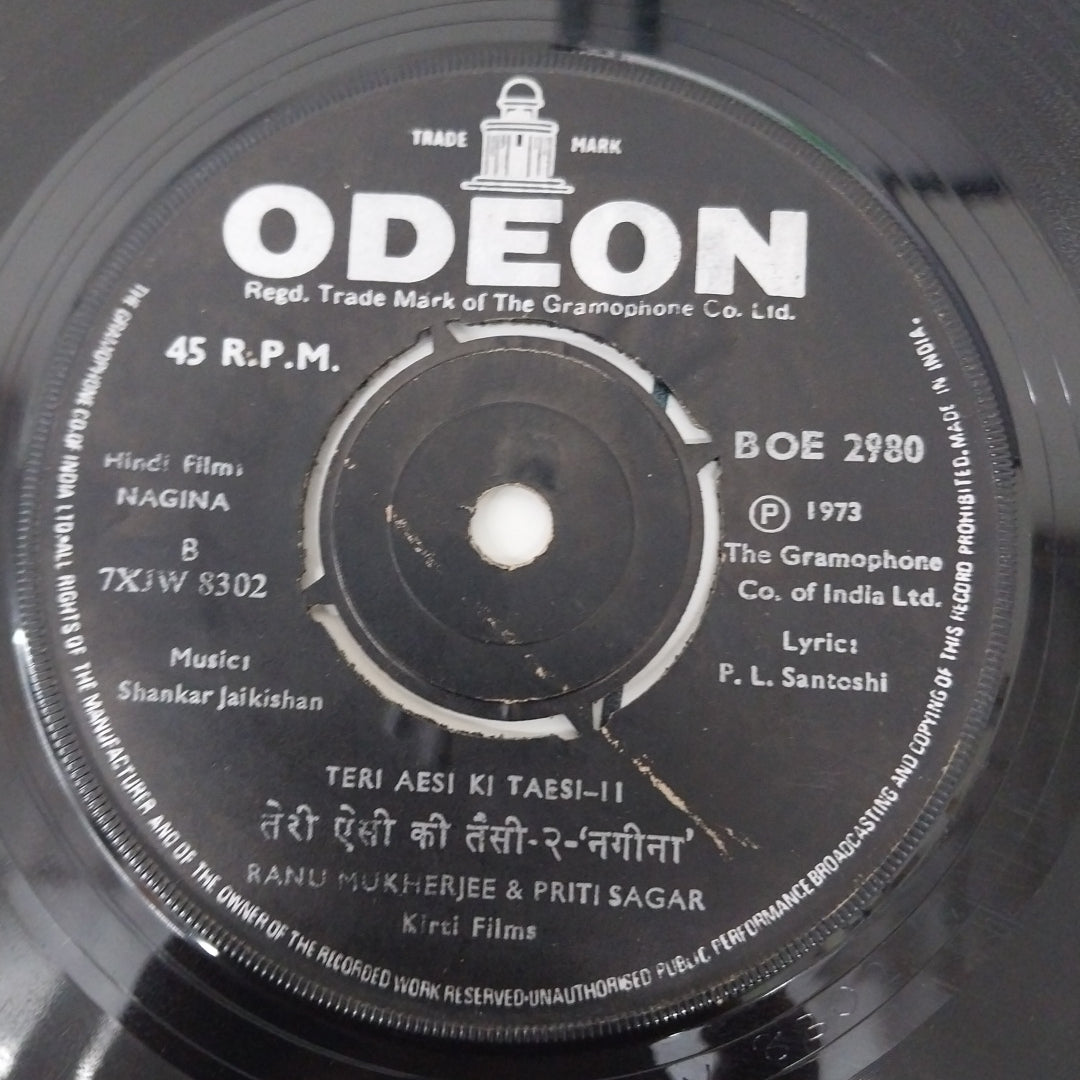 TRADE MARK
ODEON
Regd. Trade Mark of The Gramophone Co. Ltd.
45 R.P.M.
Hindi Film:
NAGINA
B
7XJW 8302
Music:
Shankar Jaikishan
BOE 2980
Ⓟ 1973
The Gramophone
Co. of India Ltd.
Lyric:
P. L. Santoshi
TERI AESI KI TAESI–II
तेरी ऐसी की तैसी-२-‘नगीना’
RANU MUKHERJEE & PRITI SAGAR
Kirti Films
THE GRAMOPHONE CO. OF INDIA LTD.•ALL RIGHTS OF THE MANUFACTURER AND OF THE OWNER OF THE RECORDED WORK RESERVED•UNAUTHORISED PUBLIC PERFORMANCE BROADCASTING AND COPYING OF THIS RECORD PROHIBITED. MADE IN INDIA.